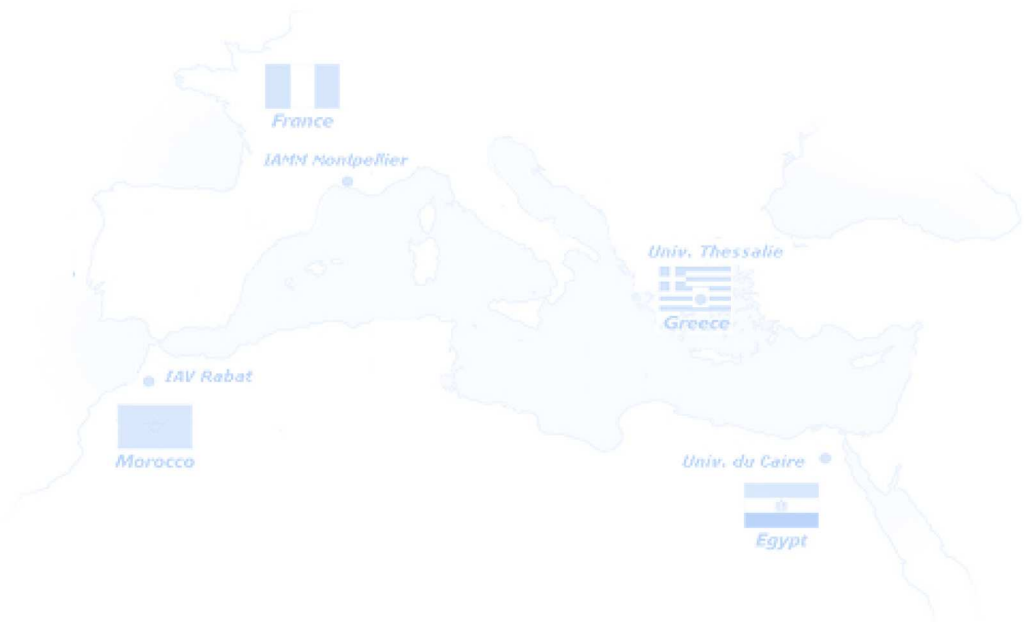 France
IAMM Montpellier
Univ. Thessalie
Greece
IAV Rabat
Morocco
Univ. du Caire
Egypt